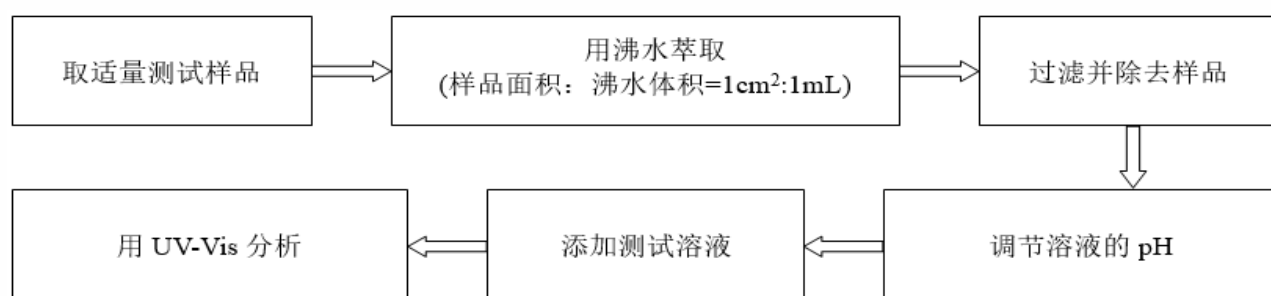 取适量测试样品
用沸水萃取
(样品面积：沸水体积=1cm²:1mL)
过滤并除去样品
调节溶液的 pH
添加测试溶液
用 UV-Vis 分析